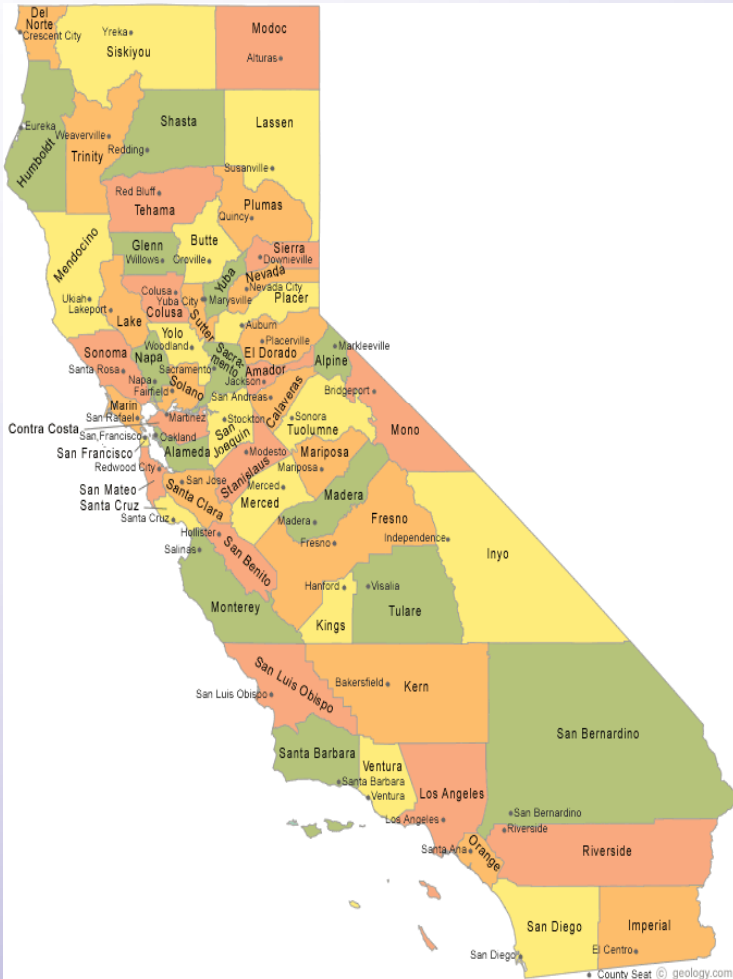 Del
Norte
Crescent City
Yreka
Siskiyou
Modoc
Alturas
Eureka
Humboldt
Weaverville
Trinity
Shasta
Redding
Lassen
Susanville
Red Bluff
Tehama
Plumas
Quincy
Mendocino
Glenn
Willows
Butte
Oroville
Sierra
Downieville
Yuba
Nevada
Nevada City
Ukiah
Lakeport
Lake
Colusa
Colusa
Yuba City
Marysville
Sutter
Placer
Auburn
Yolo
Woodland
Sonoma
Santa Rosa
Napa
Napa
Sacramento
Sacra-
mento
El Dorado
Placerville
Amador
Jackson
Alpine
Markleeville
Fairfield
Solano
San Andreas
Calaveras
Bridgeport
Marin
San Rafael
Contra Costa
Martinez
Stockton
San
Joaquin
Sonora
Tuolumne
Mono
San Francisco
San Francisco
Oakland
Alameda
Modesto
Stanislaus
Mariposa
Mariposa
Redwood City
San Mateo
San Jose
Santa Clara
Merced
Merced
Madera
Madera
Santa Cruz
Santa Cruz
Hollister
San Benito
Salinas
Monterey
Fresno
Fresno
Independence
Inyo
Hanford
Kings
Visalia
Tulare
San Luis Obispo
San Luis Obispo
Bakersfield
Kern
San Bernardino
San Bernardino
Santa Barbara
Santa Barbara
Ventura
Ventura
Los Angeles
Los Angeles
Riverside
Riverside
Santa Ana
Orange
San Diego
San Diego
Imperial
El Centro
County Seat © geology.com